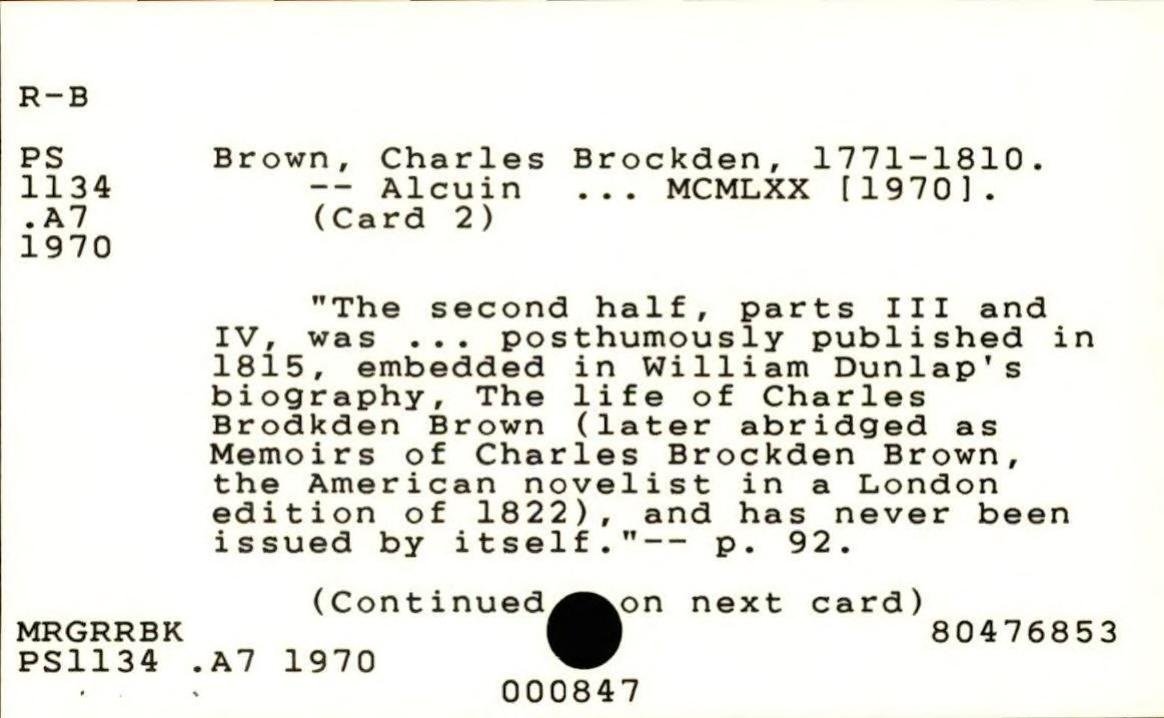 R-B
PS Brown, Charles Brockden, 1771-1810.
1134 -- Alcuin ... MCMLXX [1970].
.A7 (Card 2)
1970
"The second half, parts III and
IV, was ... posthumously published in
1815, embedded in William Dunlap's
biography, The life of Charles
Brodkden Brown (later abridged as
Memoirs of Charles Brockden Brown,
the American novelist in a London
edition of 1822), and has never been
issued by itself."-- p. 92.
(Continued on next card)
MRGRRBK 80476853
PS1134 .A7 1970
000847